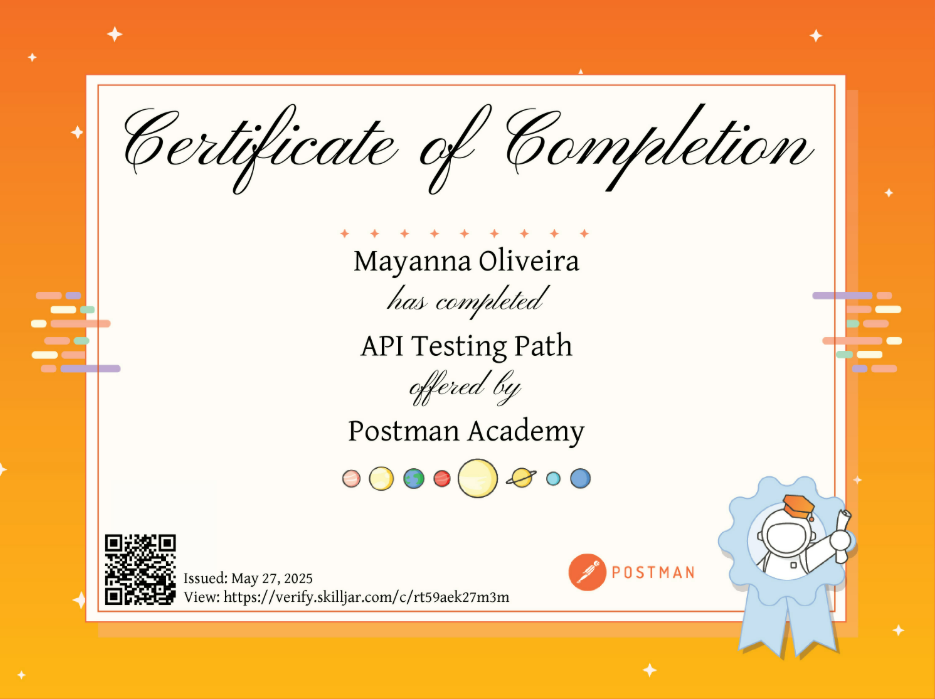 Certificate of Completion
Mayanna Oliveira
has completed
API Testing Path
offered by
Postman Academy
Issued: May 27, 2025
View: https://verify.skilljar.com/c/rt59aek27m3m
POSTMAN